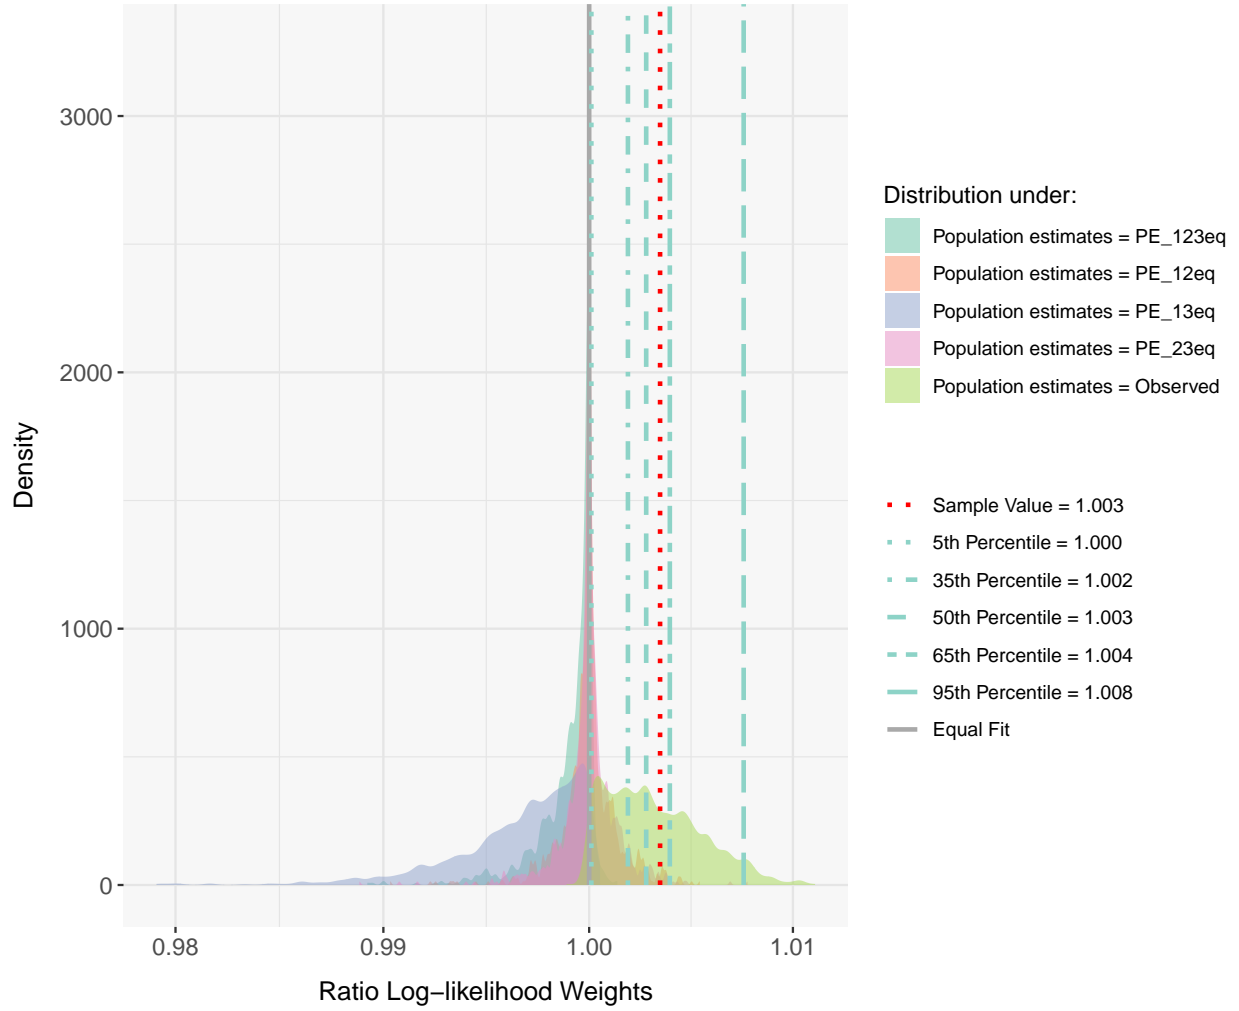 3000
2000
1000
0
0.98
0.99
1.00
1.01
Density
Ratio Log−likelihood Weights
Distribution under:
Population estimates = PE_123eq
Population estimates = PE_12eq
Population estimates = PE_13eq
Population estimates = PE_23eq
Population estimates = Observed
Sample Value = 1.003
5th Percentile = 1.000
35th Percentile = 1.002
50th Percentile = 1.003
65th Percentile = 1.004
95th Percentile = 1.008
Equal Fit